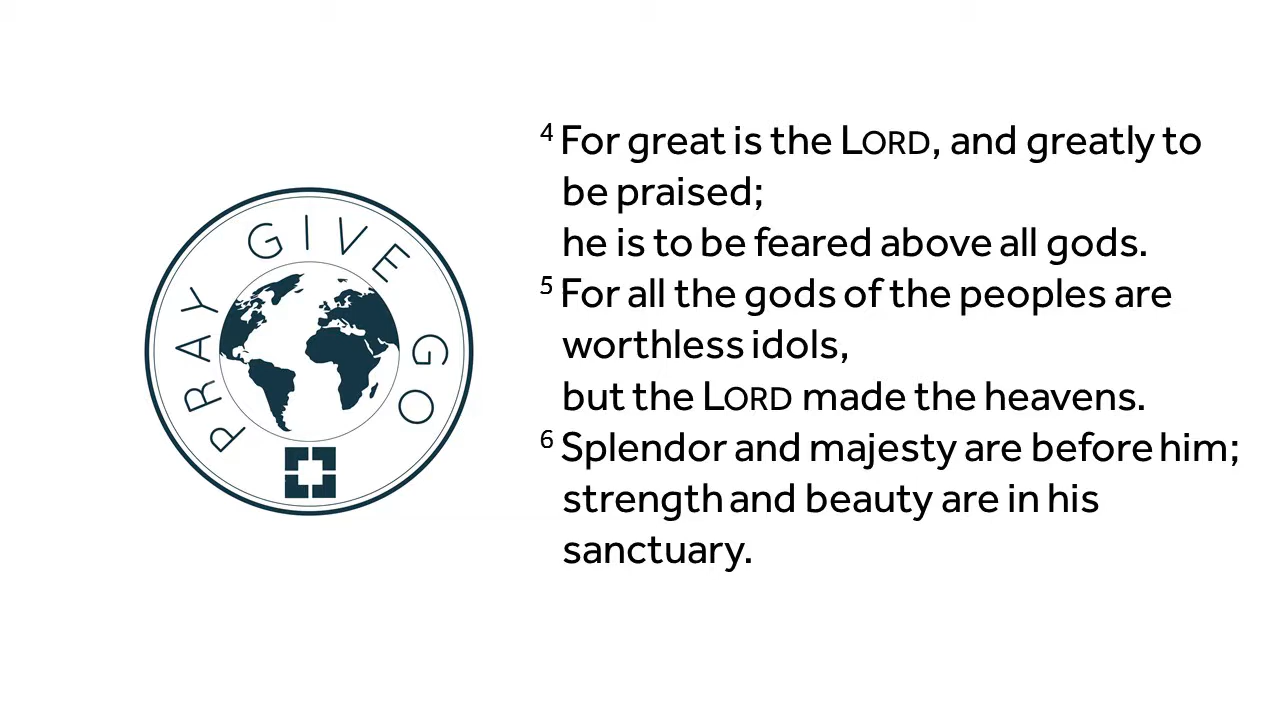 PRAY GIVE GO
4 For great is the LORD, and greatly to
be praised;
he is to be feared above all gods.
5 For all the gods of the peoples are
worthless idols,
but the LORD made the heavens.
6 Splendor and majesty are before him;
strength and beauty are in his
sanctuary.